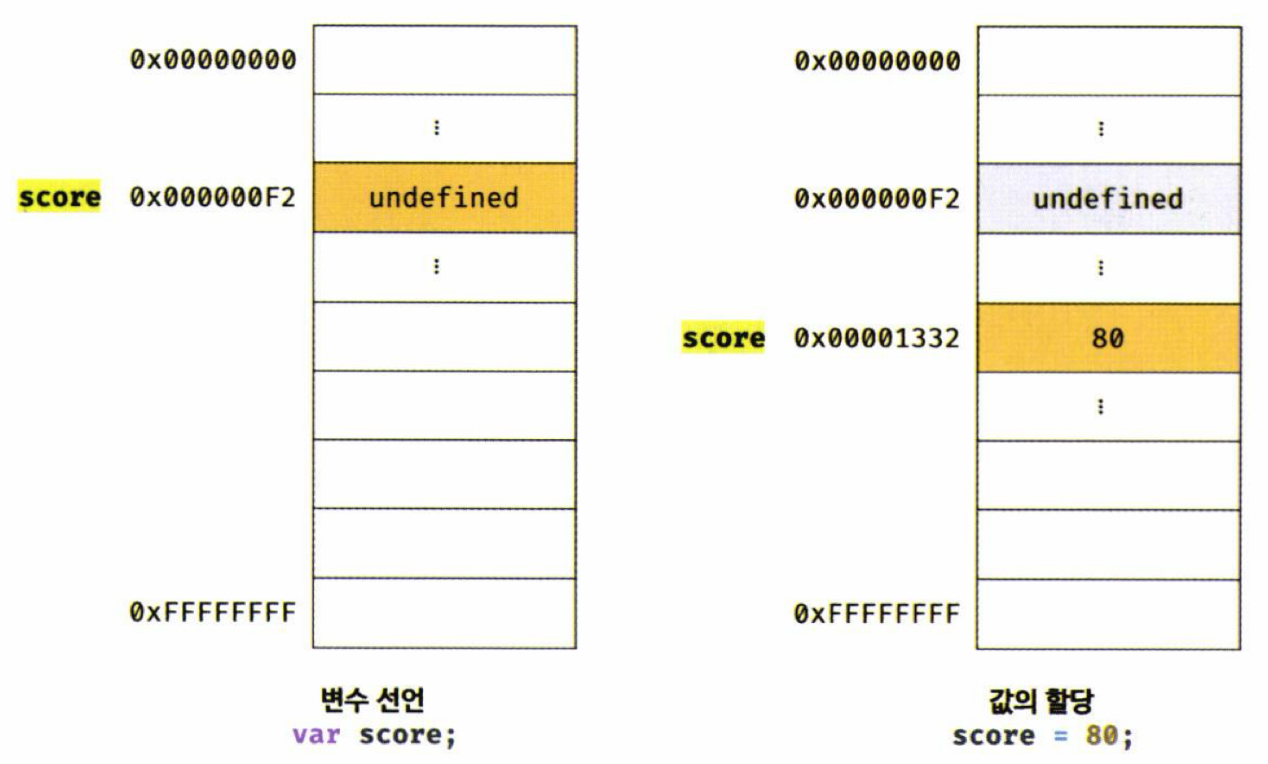 0x00000000
⋮
score 0x000000F2 undefined
⋮
0xFFFFFFFF
변수 선언
var score;
0x00000000
⋮
0x000000F2 undefined
⋮
score 0x00001332 80
⋮
0xFFFFFFFF
값의 할당
score = 80;